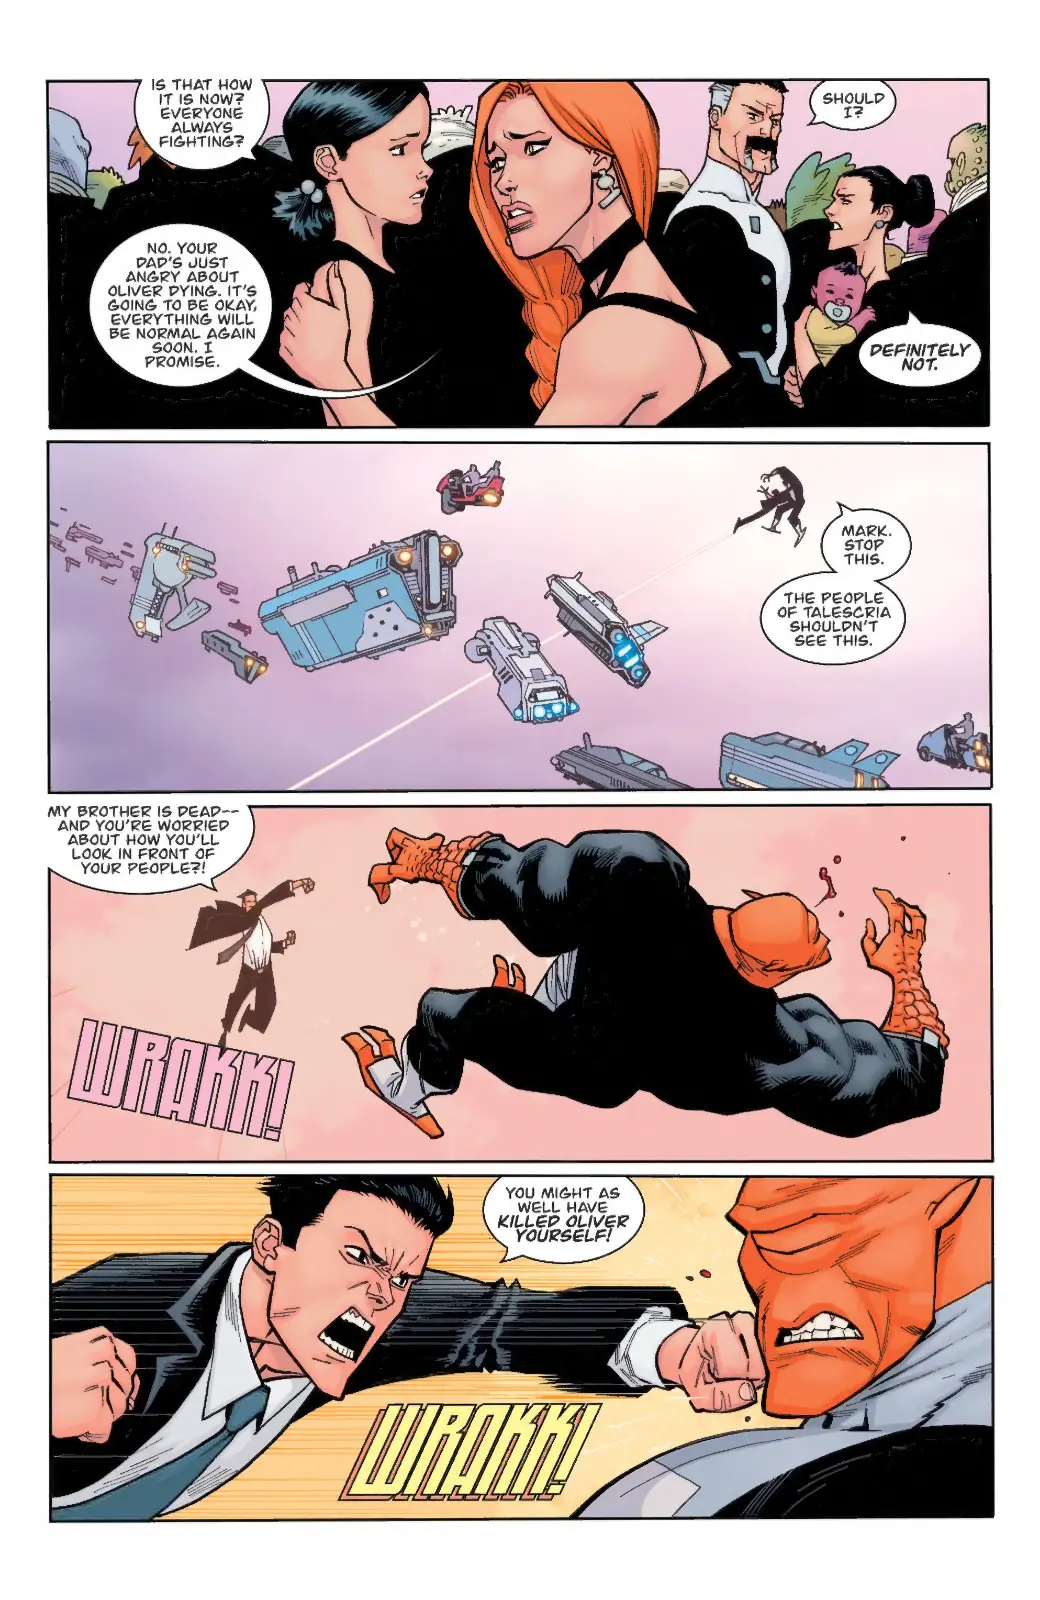 IS THAT HOW
IT IS NOW?
EVERYONE
ALWAYS
FIGHTING?
NO. YOUR
DAD'S JUST
ANGRY ABOUT
OLIVER DYING. IT'S
GOING TO BE OKAY,
EVERYTHING WILL
BE NORMAL AGAIN
SOON. I
PROMISE.
SHOULD
I?
DEFINITELY
NOT.
MARK.
STOP
THIS.
THE PEOPLE
OF TALESCRIA
SHOULDN'T
SEE THIS.
MY BROTHER IS DEAD--
AND YOU'RE WORRIED
ABOUT HOW YOU'LL
LOOK IN FRONT OF
YOUR PEOPLE?!
WRAKK!
YOU MIGHT AS
WELL HAVE
KILLED OLIVER
YOURSELF!
WRAKK!